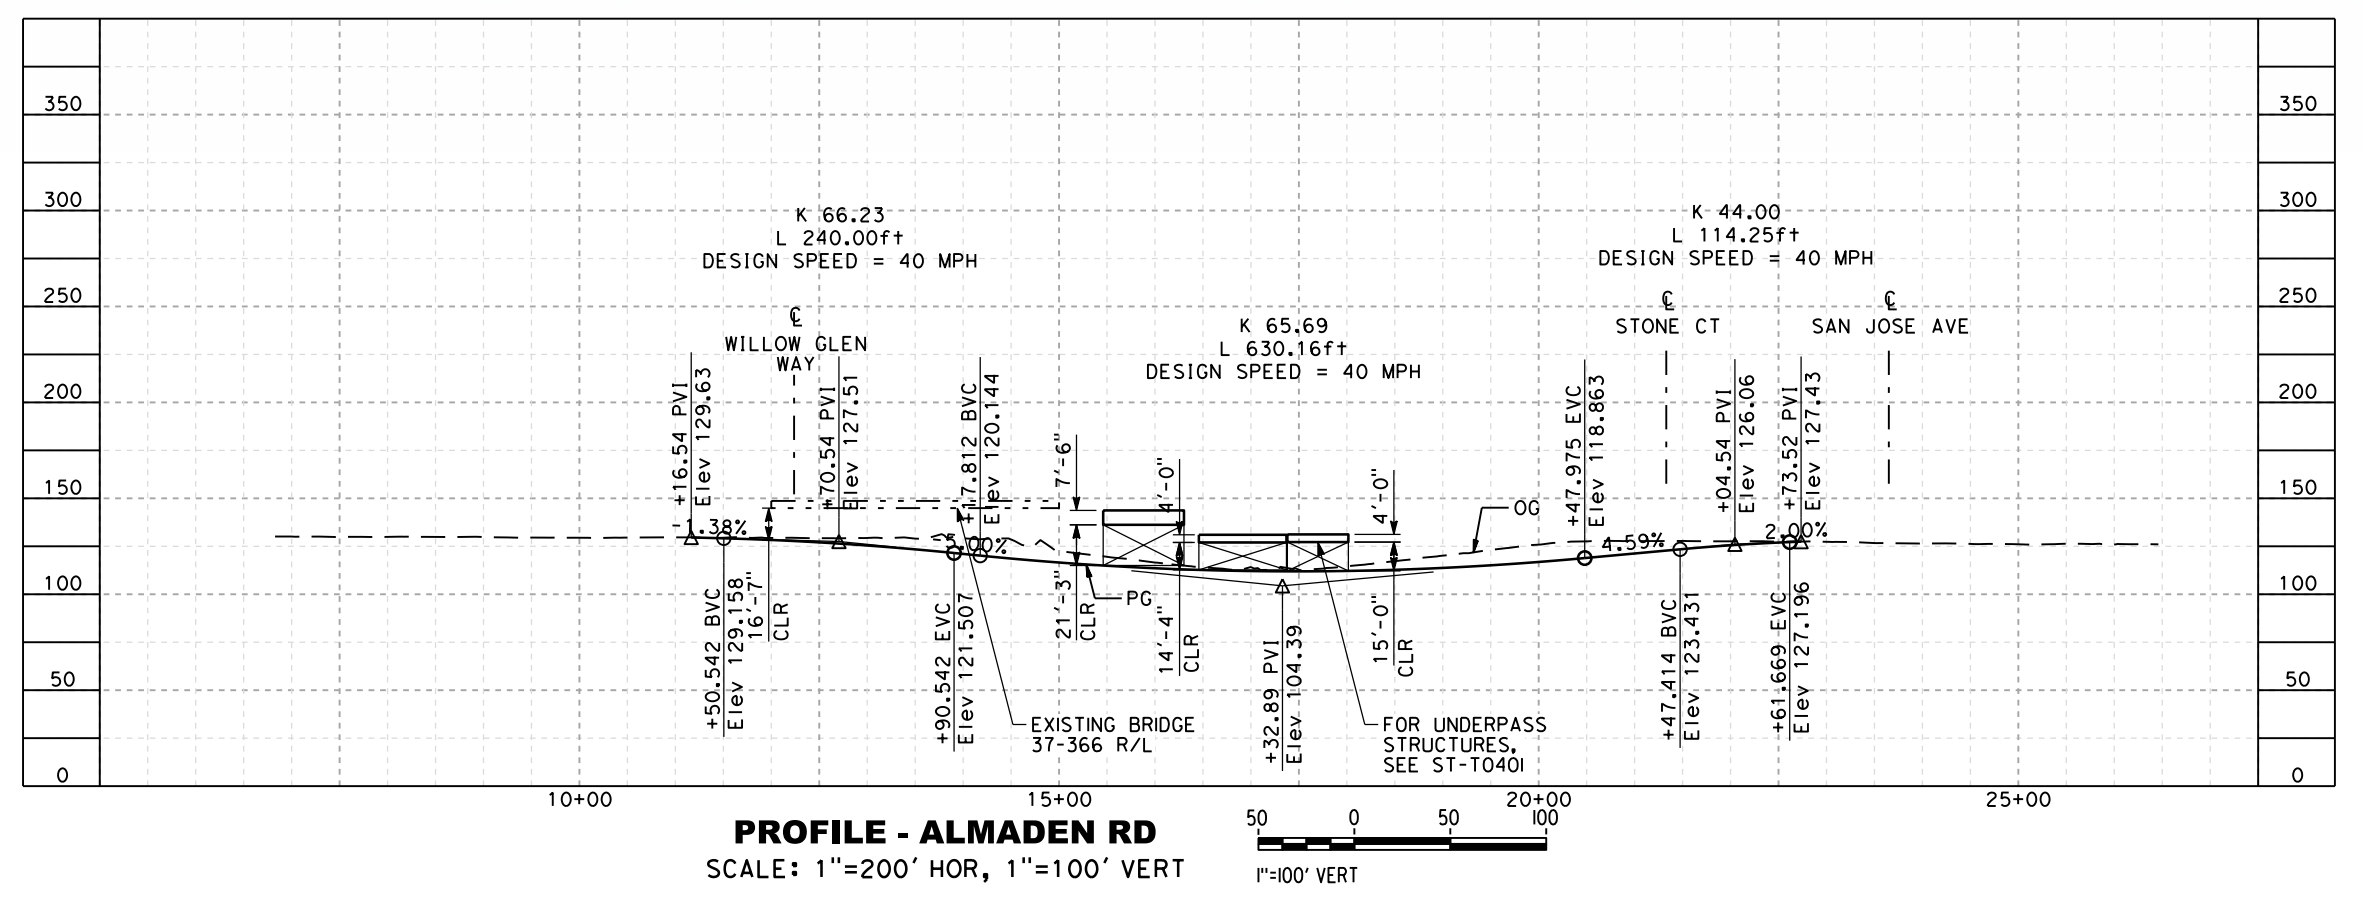 350
300
250
200
150
100
50
0
350
300
250
200
150
100
50
0
K 66.23
L 240.00ft
DESIGN SPEED = 40 MPH
K 44.00
L 114.25ft
DESIGN SPEED = 40 MPH
K 65.69
L 630.16ft
DESIGN SPEED = 40 MPH
℄
WILLOW GLEN
WAY
℄
STONE CT
℄
SAN JOSE AVE
+16.54 PVI
Elev 129.63
+70.54 PVI
Elev 127.51
+17.812 BVC
Elev 120.144
7'-6"
4'-0"
4'-0"
+47.975 EVC
Elev 118.863
+04.54 PVI
Elev 126.06
+73.52 PVI
Elev 127.43
-1.38%
-5.00%
4.59%
2.00%
OG
PG
+50.542 BVC
Elev 129.158
16'-7"
CLR
+90.542 EVC
Elev 121.507
21'-3"
CLR
14'-4"
CLR
+32.89 PVI
Elev 104.39
15'-0"
CLR
+47.414 BVC
Elev 123.431
+61.669 EVC
Elev 127.196
EXISTING BRIDGE
37-366 R/L
FOR UNDERPASS
STRUCTURES,
SEE ST-T0401
10+00
15+00
20+00
25+00
PROFILE - ALMADEN RD
SCALE: 1"=200' HOR, 1"=100' VERT
50 0 50 100
1"=100' VERT